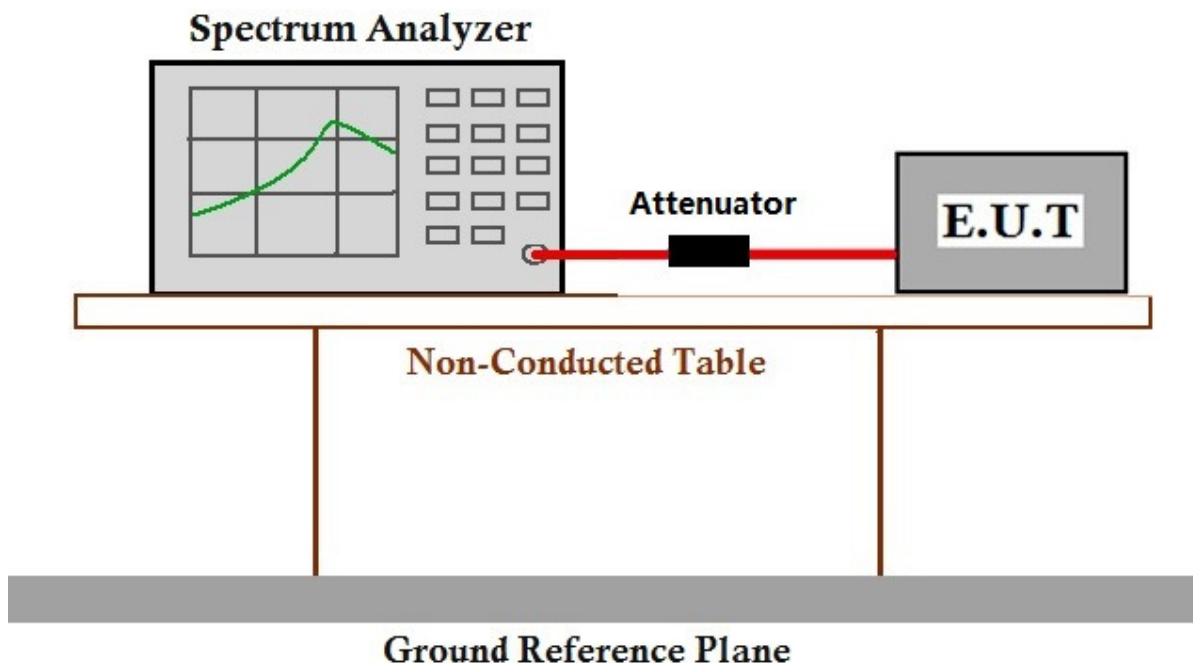 Spectrum Analyzer
Attenuator
E.U.T
Non-Conducted Table
Ground Reference Plane